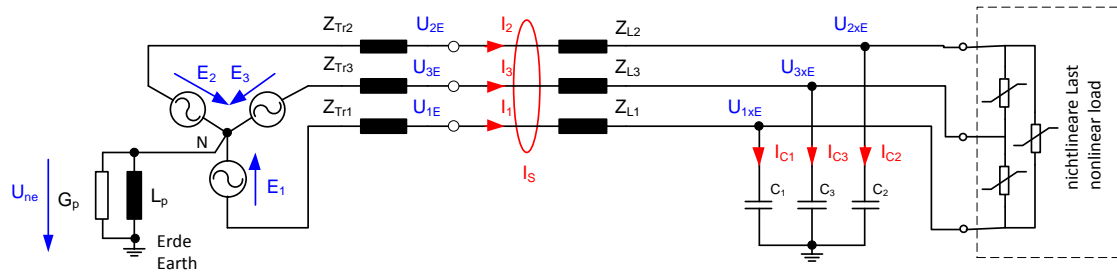 Z_Tr2 U_2E I_2 Z_L2 U_2xE
E_2 E_3 Z_Tr3 U_3E I_3 Z_L3 U_3xE
Z_Tr1 U_1E I_1 Z_L1 U_1xE
N
I_C1 I_C3 I_C2
I_S
U_ne G_p L_p E_1
C_1 C_3 C_2
Erde
Earth
nichtlineare Last
nonlinear load